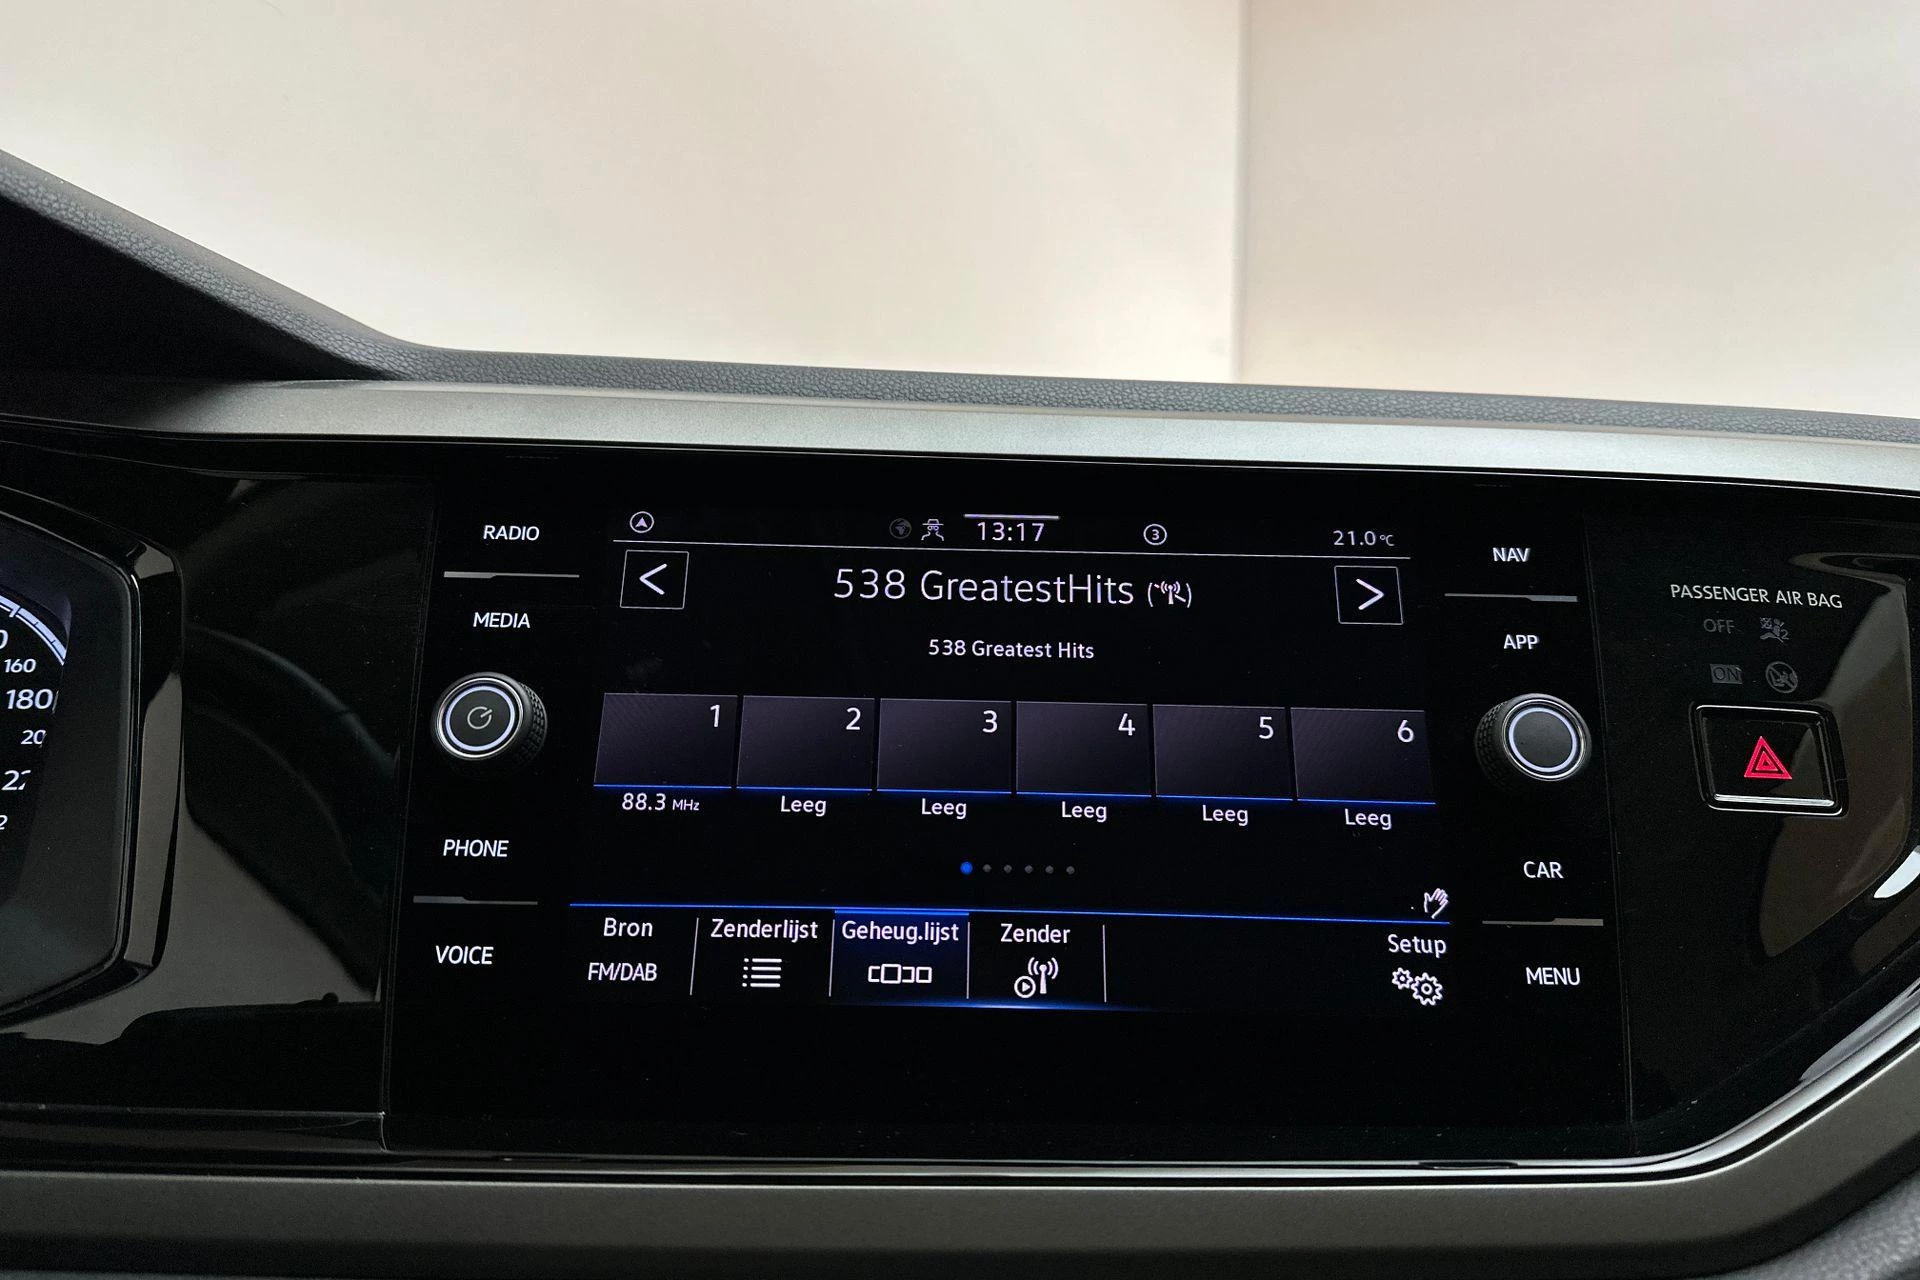 RADIO
MEDIA
PHONE
VOICE
13:17
3
21.0°C
<
538 GreatestHits
>
538 Greatest Hits
1
2
3
4
5
6
88.3 MHz
Leeg
Leeg
Leeg
Leeg
Leeg
Bron
FM/DAB
Zenderlijst
Geheug.lijst
Zender
Setup
NAV
APP
CAR
MENU
PASSENGER AIR BAG
OFF
ON
160
180